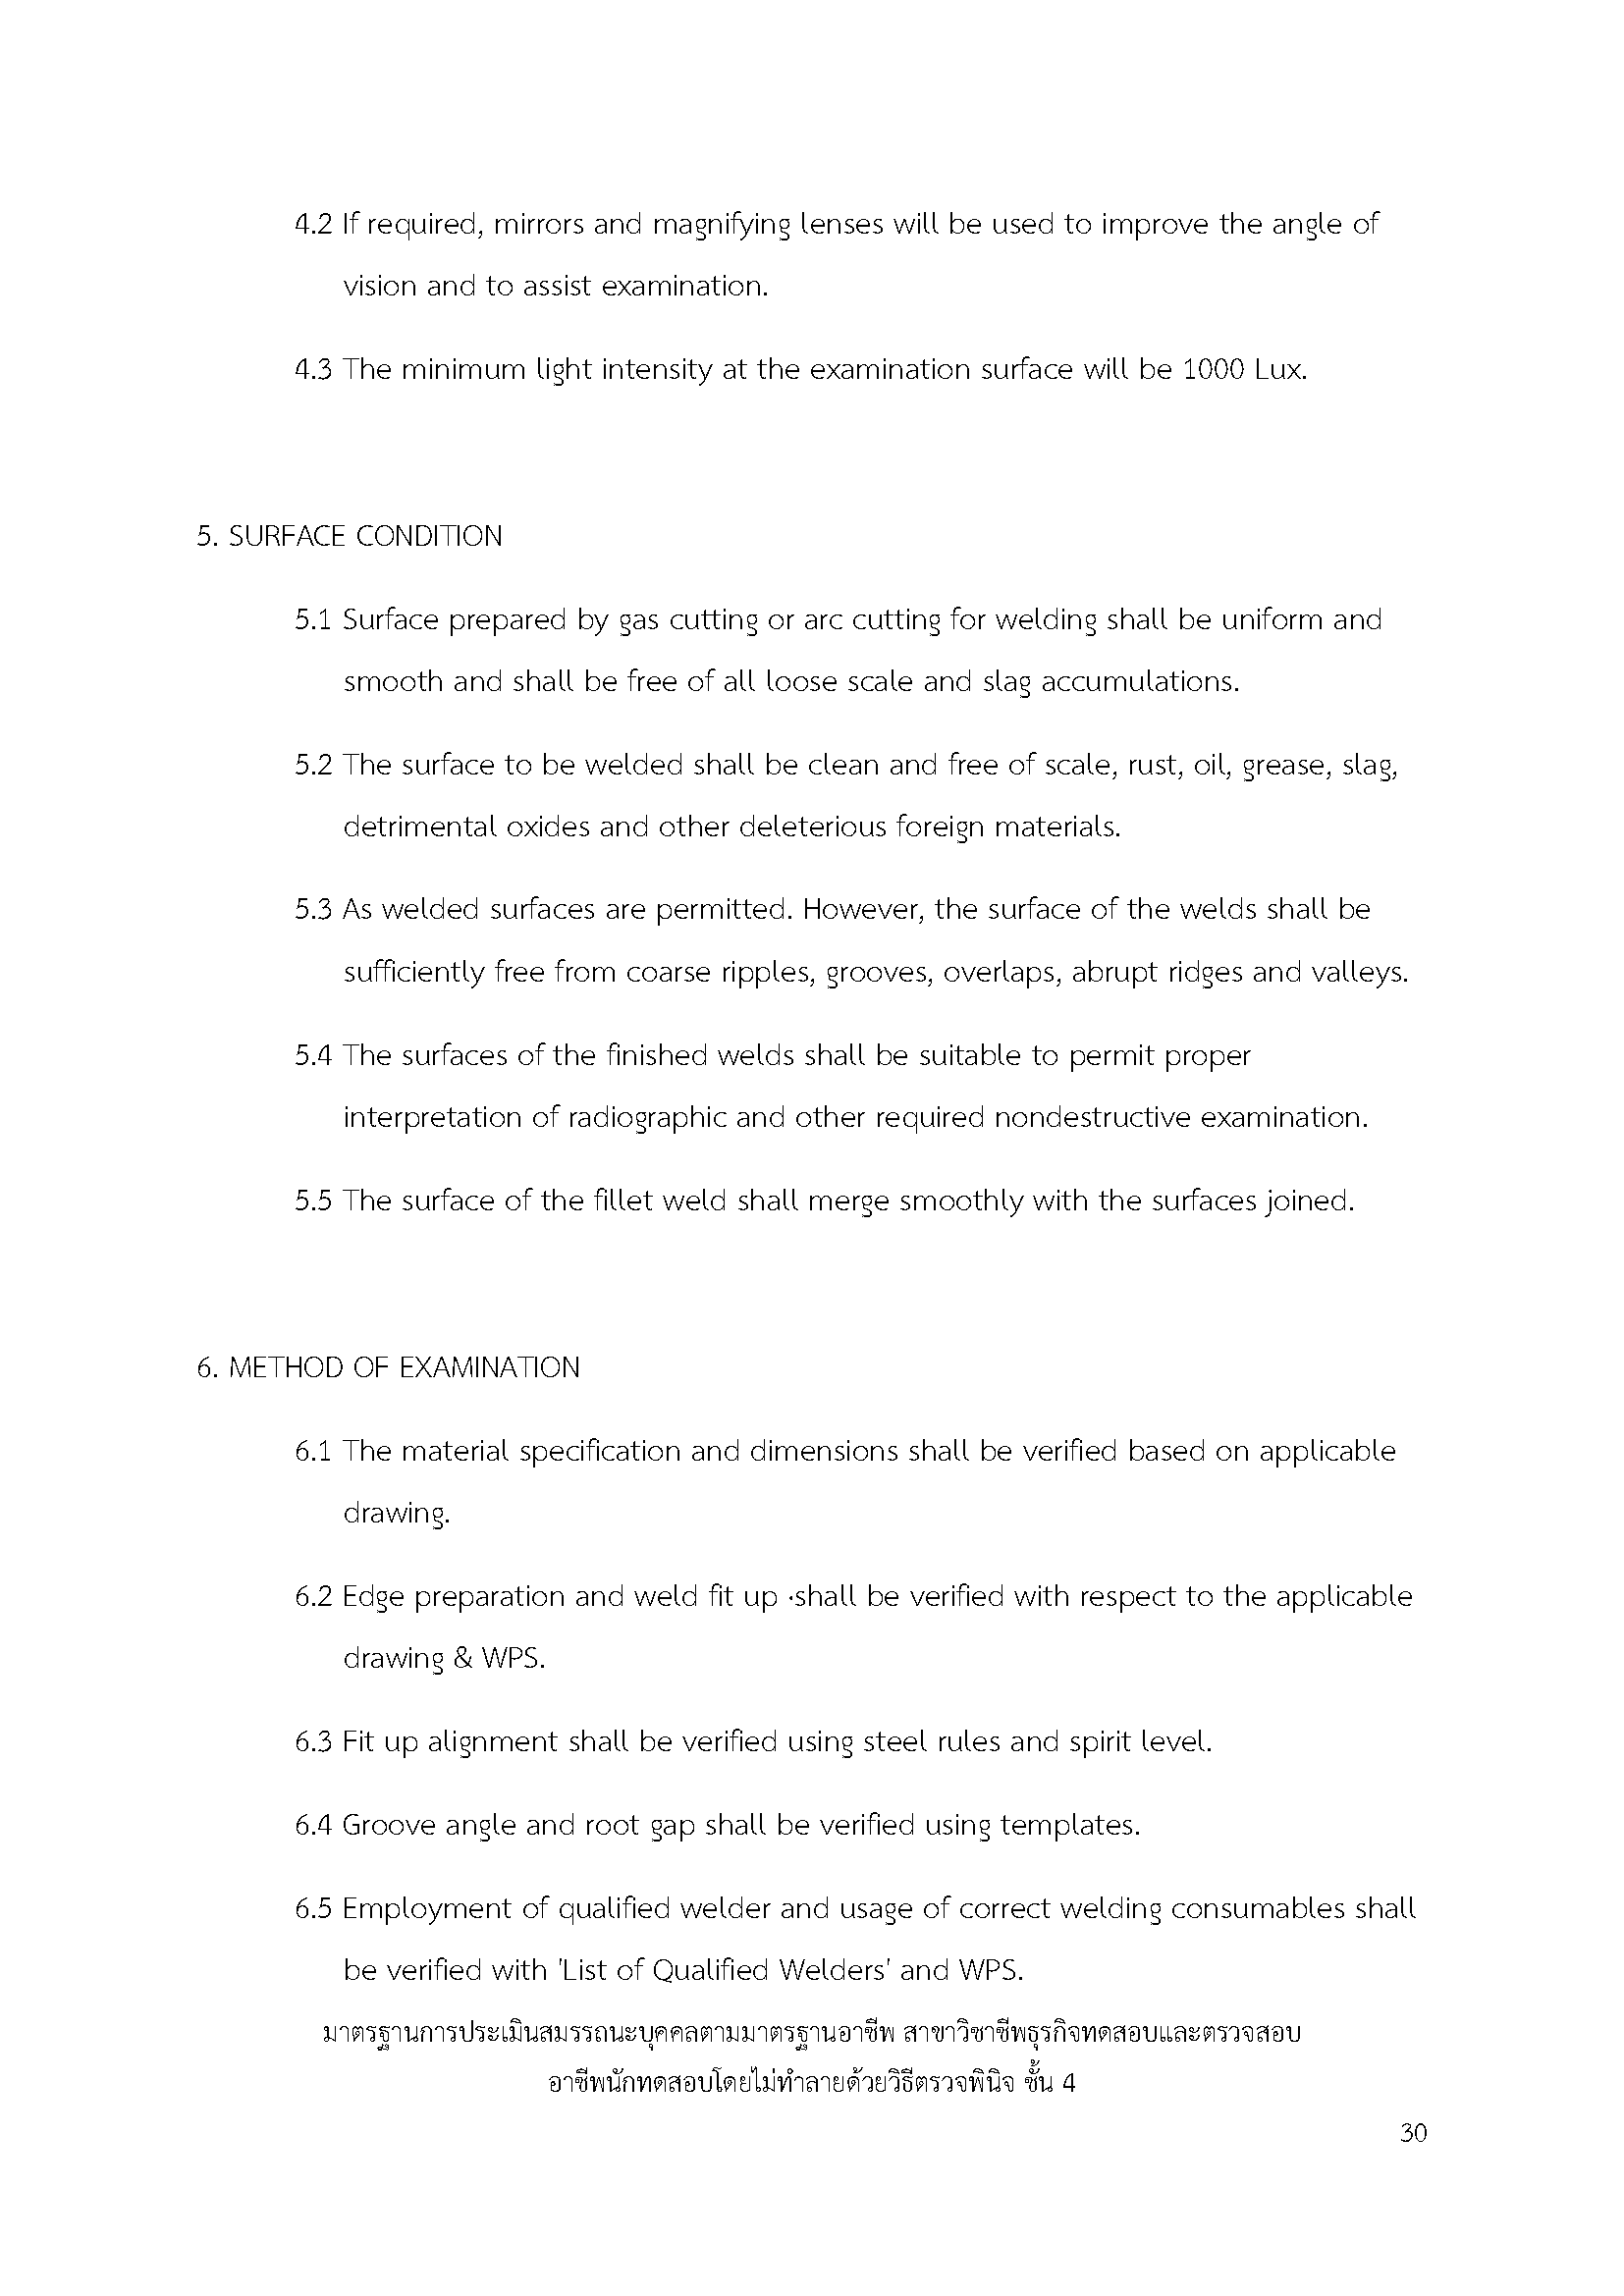 4.2 If required, mirrors and magnifying lenses will be used to improve the angle of
vision and to assist examination.
4.3 The minimum light intensity at the examination surface will be 1000 Lux.
5. SURFACE CONDITION
5.1 Surface prepared by gas cutting or arc cutting for welding shall be uniform and
smooth and shall be free of all loose scale and slag accumulations.
5.2 The surface to be welded shall be clean and free of scale, rust, oil, grease, slag,
detrimental oxides and other deleterious foreign materials.
5.3 As welded surfaces are permitted. However, the surface of the welds shall be
sufficiently free from coarse ripples, grooves, overlaps, abrupt ridges and valleys.
5.4 The surfaces of the finished welds shall be suitable to permit proper
interpretation of radiographic and other required nondestructive examination.
5.5 The surface of the fillet weld shall merge smoothly with the surfaces joined.
6. METHOD OF EXAMINATION
6.1 The material specification and dimensions shall be verified based on applicable
drawing.
6.2 Edge preparation and weld fit up ·shall be verified with respect to the applicable
drawing & WPS.
6.3 Fit up alignment shall be verified using steel rules and spirit level.
6.4 Groove angle and root gap shall be verified using templates.
6.5 Employment of qualified welder and usage of correct welding consumables shall
be verified with 'List of Qualified Welders' and WPS.
มาตรฐานการประเมินสมรรถนะบุคคลตามมาตรฐานอาชีพ สาขาวิชาชีพธุรกิจทดสอบและตรวจสอบ
อาชีพนักทดสอบโดยไม่ทำลายด้วยวิธีตรวจพินิจ ชั้น 4
30